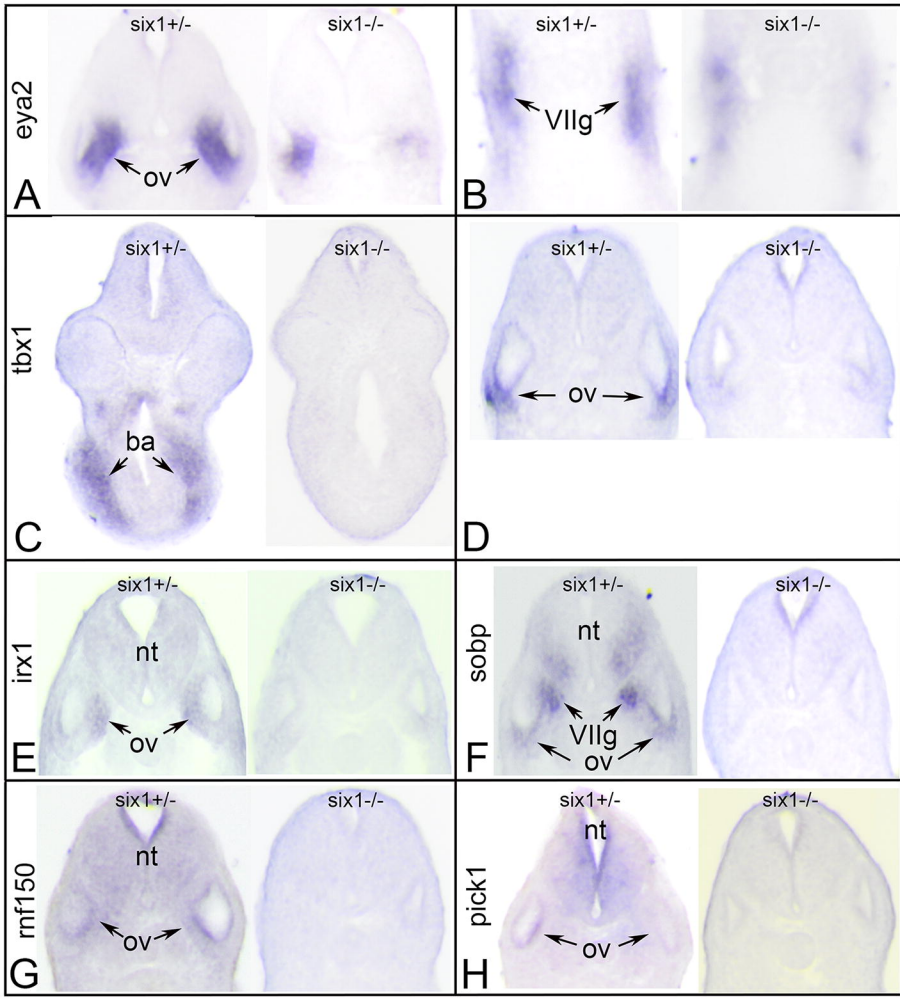 eya2
six1+/-
six1-/-
ov
A
six1+/-
six1-/-
VIIg
B
tbx1
six1+/-
six1-/-
ba
C
six1+/-
six1-/-
ov
D
irx1
six1+/-
six1-/-
nt
ov
E
sobp
six1+/-
six1-/-
nt
VIIg
ov
F
rnf150
six1+/-
six1-/-
nt
ov
G
pick1
six1+/-
six1-/-
nt
ov
H